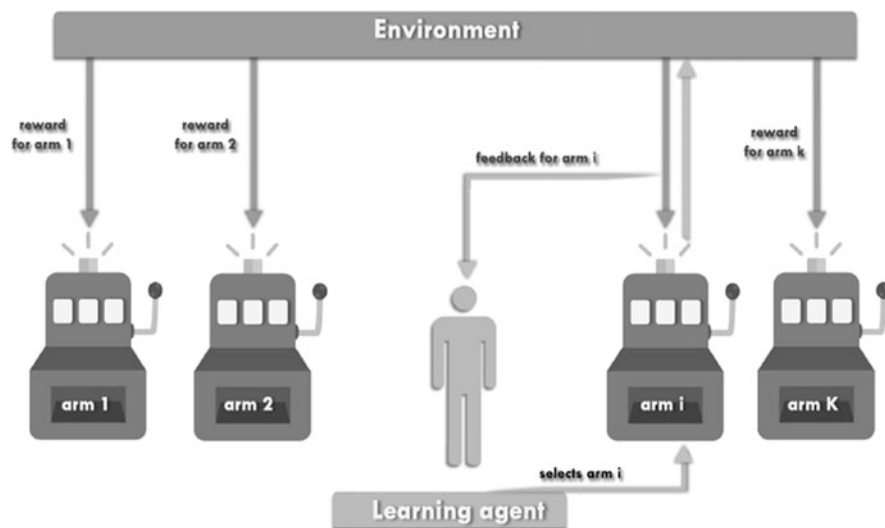 Environment
reward
for arm 1
reward
for arm 2
feedback for arm i
reward
for arm k
arm 1
arm 2
arm i
arm K
selects arm i
Learning agent